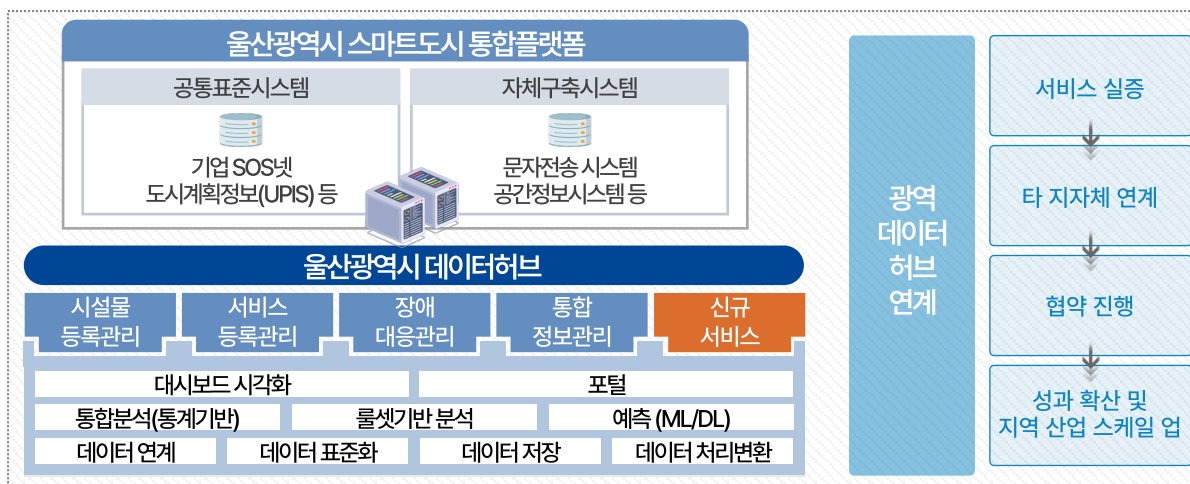 울산광역시 스마트도시 통합플랫폼
공통표준시스템
기업 SOS넷
도시계획정보(UPIS) 등
자체구축시스템
문자전송 시스템
공간정보시스템 등
울산광역시 데이터허브
시설물
등록관리
서비스
등록관리
장애
대응관리
통합
정보관리
신규
서비스
대시보드 시각화
포털
통합분석(통계기반)
룰셋기반 분석
예측 (ML/DL)
데이터 연계
데이터 표준화
데이터 저장
데이터 처리변환
광역
데이터
허브
연계
서비스 실증
타 지자체 연계
협약 진행
성과 확산 및
지역 산업 스케일 업